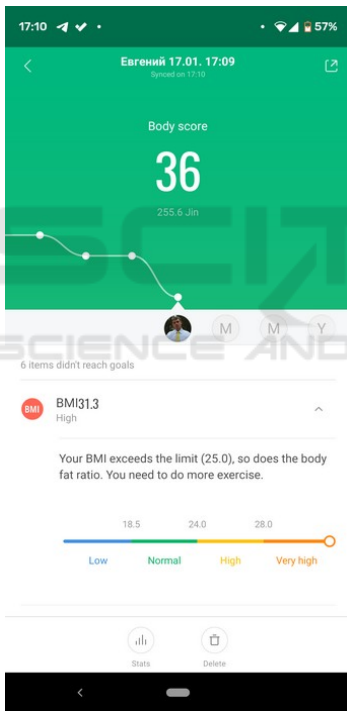 17:10
57%
Евгений 17.01. 17:09
Synced on 17:10
Body score
36
255.6 Jin
SCIT
SCIENCE AND
M M Y
6 items didn't reach goals
BMI
BMI31.3
High
Your BMI exceeds the limit (25.0), so does the body
fat ratio. You need to do more exercise.
18.5 24.0 28.0
Low Normal High Very high
Stats Delete